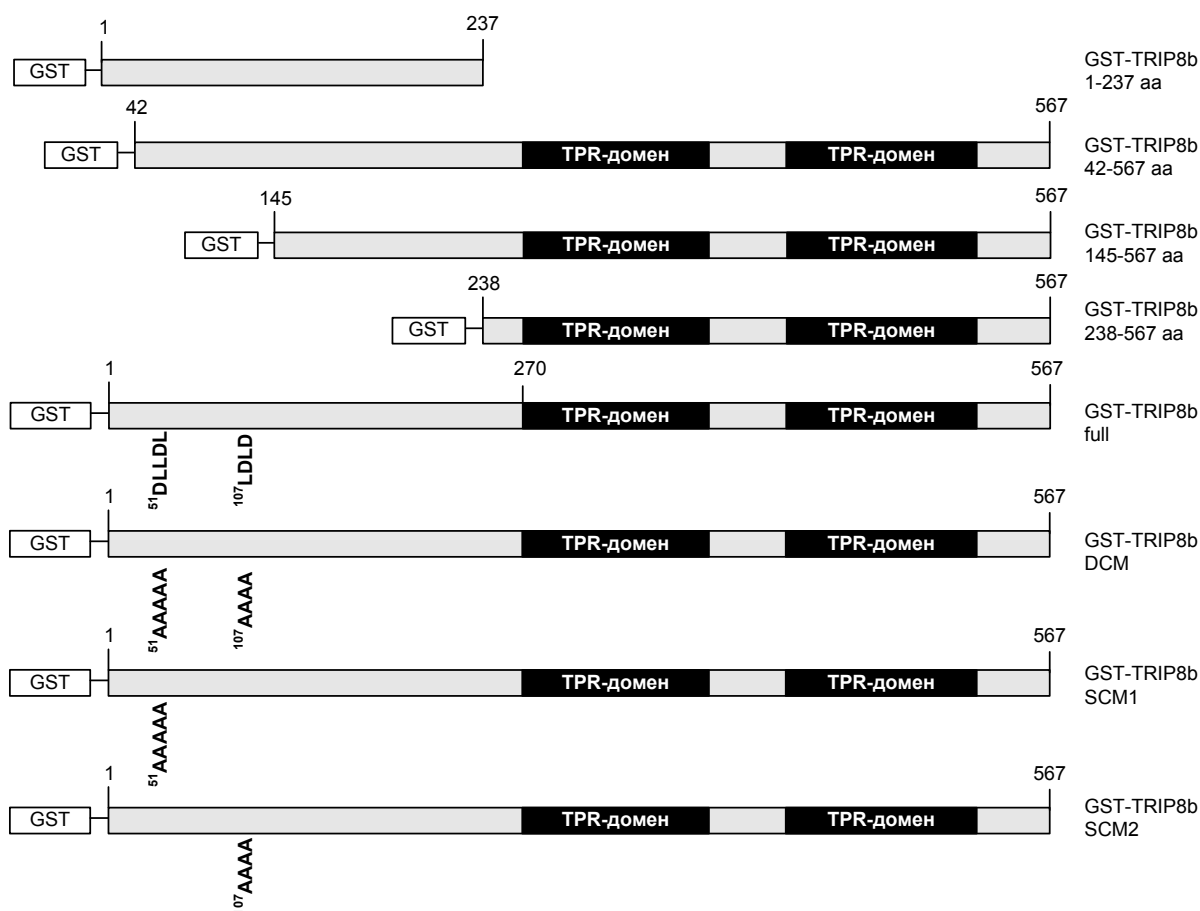 1
237
GST
GST-TRIP8b
1-237 aa
42
567
GST
TPR-домен
TPR-домен
GST-TRIP8b
42-567 aa
145
567
GST
TPR-домен
TPR-домен
GST-TRIP8b
145-567 aa
238
567
GST
TPR-домен
TPR-домен
GST-TRIP8b
238-567 aa
1
270
567
GST
TPR-домен
TPR-домен
GST-TRIP8b
full
51DLLDL
107LDLD
1
567
GST
TPR-домен
TPR-домен
GST-TRIP8b
DCM
51AAAAA
107AAAA
1
567
GST
TPR-домен
TPR-домен
GST-TRIP8b
SCM1
51AAAAA
1
567
GST
TPR-домен
TPR-домен
GST-TRIP8b
SCM2
07AAAA